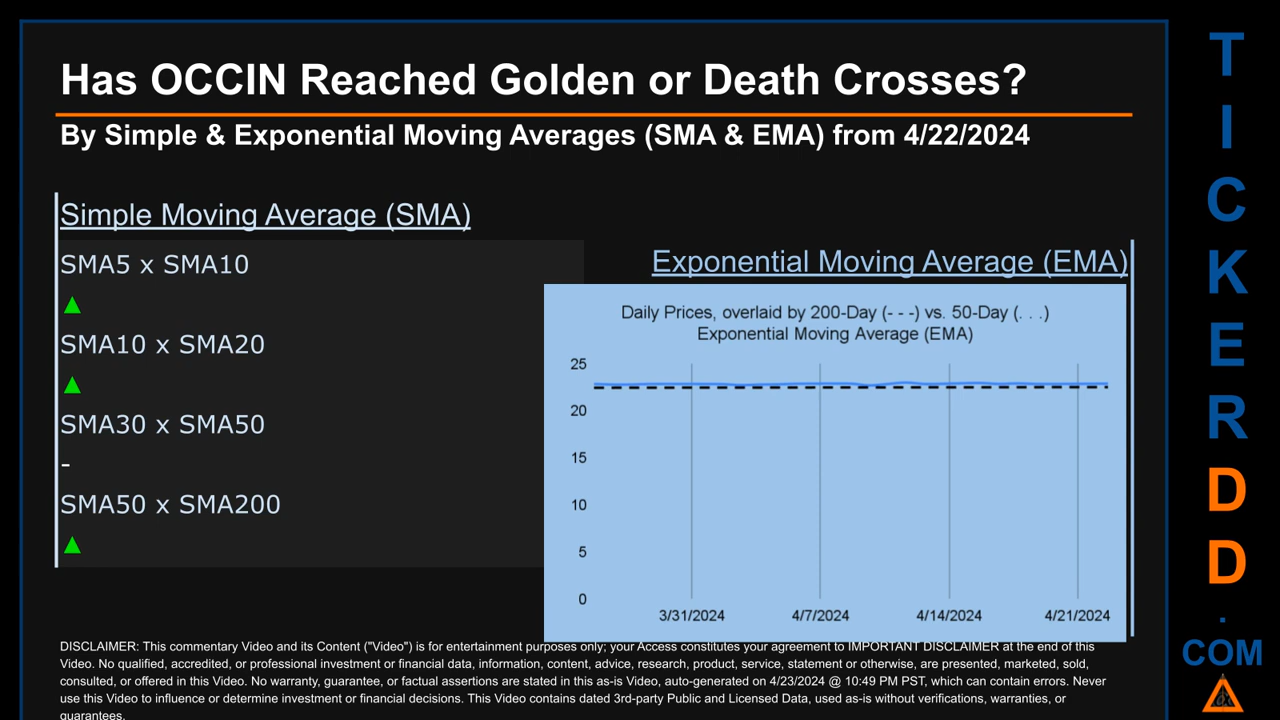 Has OCCIN Reached Golden or Death Crosses?
By Simple & Exponential Moving Averages (SMA & EMA) from 4/22/2024
Simple Moving Average (SMA)
SMA5 x SMA10
▲
SMA10 x SMA20
▲
SMA30 x SMA50
-
SMA50 x SMA200
▲
Exponential Moving Average (EMA)
Daily Prices, overlaid by 200-Day (- - -) vs. 50-Day (. . .)
Exponential Moving Average (EMA)
25
20
15
10
5
0
3/31/2024 4/7/2024 4/14/2024 4/21/2024
DISCLAIMER: This commentary Video and its Content ("Video") is for entertainment purposes only; your Access constitutes your agreement to IMPORTANT DISCLAIMER at the end of this
Video. No qualified, accredited, or professional investment or financial data, information, content, advice, research, product, service, statement or otherwise, are presented, marketed, sold,
consulted, or offered in this Video. No warranty, guarantee, or factual assertions are stated in this as-is Video, auto-generated on 4/23/2024 @ 10:49 PM PST, which can contain errors. Never
use this Video to influence or determine investment or financial decisions. This Video contains dated 3rd-party Public and Licensed Data, used as-is without verifications, warranties, or
guarantees.
T
I
C
K
E
R
D
D
.
COM